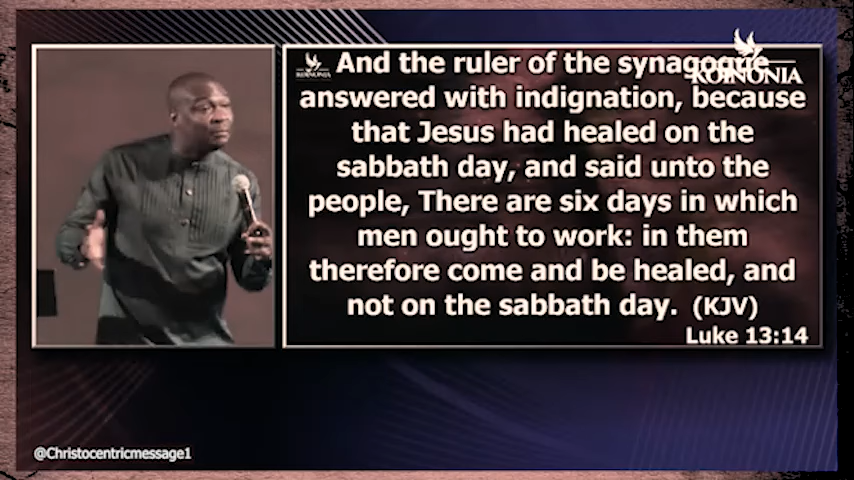 And the ruler of the synagogue
answered with indignation, because
that Jesus had healed on the
sabbath day, and said unto the
people, There are six days in which
men ought to work: in them
therefore come and be healed, and
not on the sabbath day. (KJV)
Luke 13:14
KOINONIA
KOINONIA
@Christocentricmessage1